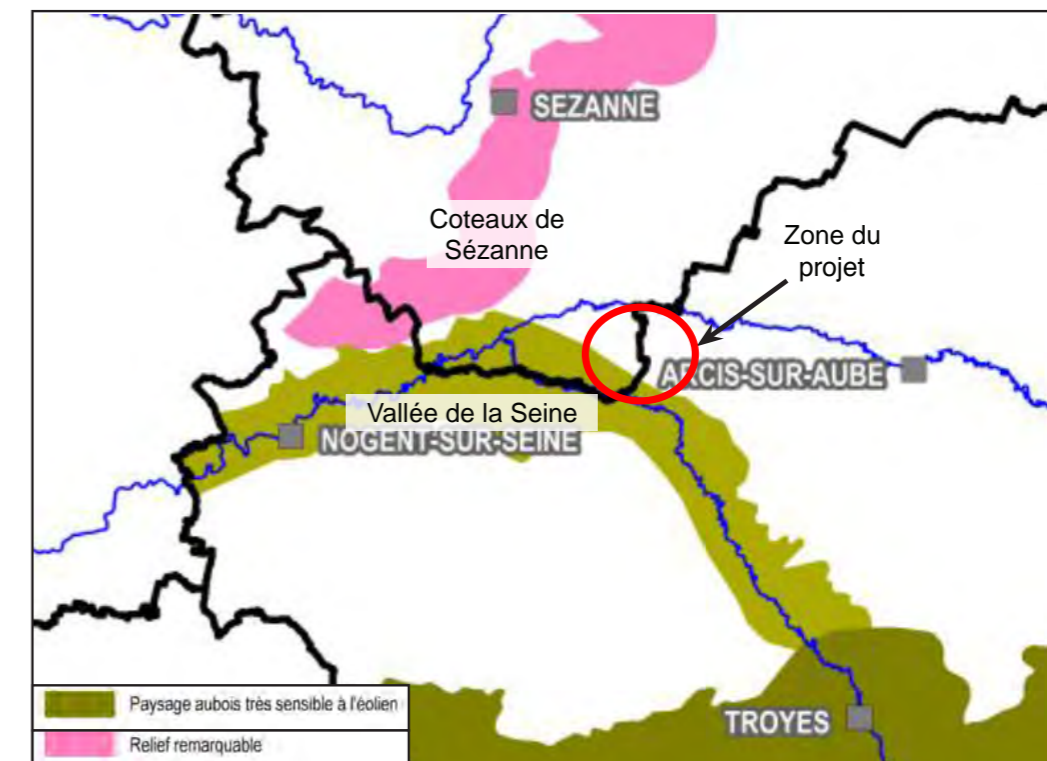 SEZANNE
Coteaux de
Sézanne
Zone du
projet
ARCIS-SUR-AUBE
Vallée de la Seine
NOGENT-SUR-SEINE
TROYES
Paysage aubois très sensible à l'éolien
Relief remarquable